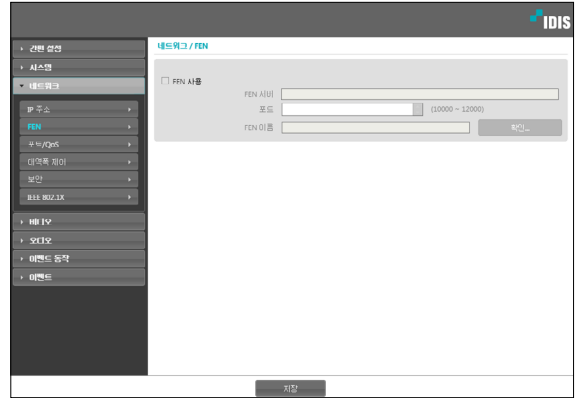 IDIS
간편 설정
시스템
네트워크
IP 주소
FEN
포트/QoS
대역폭 제어
보안
IEEE 802.1X
비디오
오디오
이벤트 동작
이벤트
네트워크 / FEN
FEN 사용
FEN 서버
포트 (10000 ~ 12000)
FEN 이름 확인...
저장